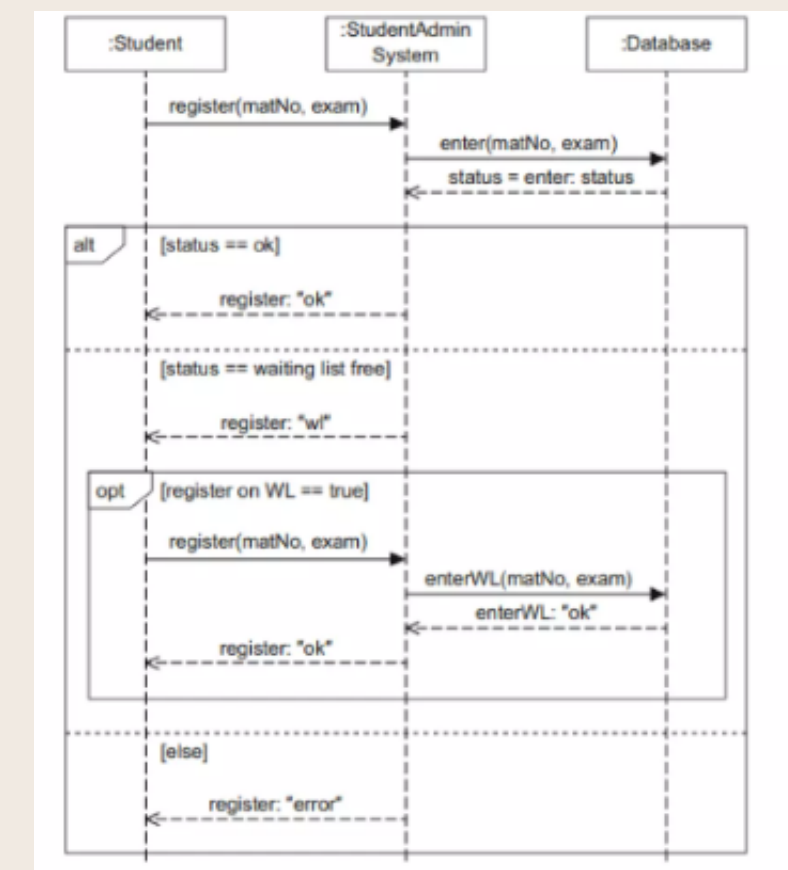 :Student
:StudentAdmin
System
:Database
register(matNo, exam)
enter(matNo, exam)
status = enter: status
alt
[status == ok]
register: "ok"
[status == waiting list free]
register: "wl"
opt
[register on WL == true]
register(matNo, exam)
enterWL(matNo, exam)
enterWL: "ok"
register: "ok"
[else]
register: "error"